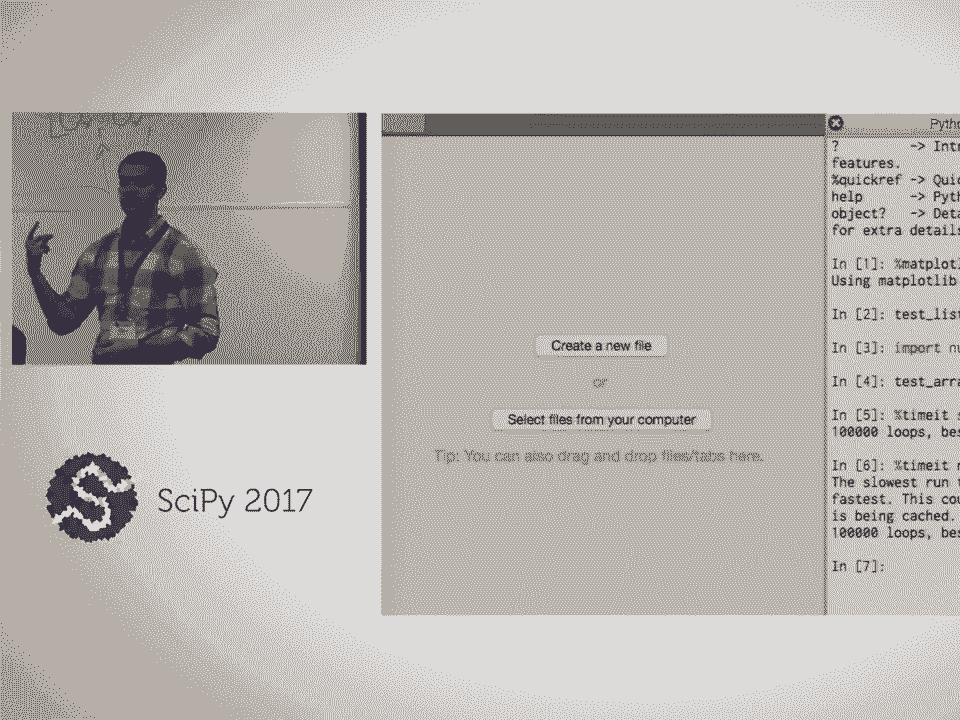 SciPy 2017
Create a new file
or
Select files from your computer
Tip: You can also drag and drop files/tabs here.
Pytho
? -> Intr
features.
%quickref -> Quic
help -> Pyth
object? -> Deta
for extra details
In [1]: %matplotl
Using matplotlib
In [2]: test_list
In [3]: import nu
In [4]: test_arra
In [5]: %timeit s
100000 loops, bes
In [6]: %timeit n
The slowest run t
fastest. This cou
is being cached.
100000 loops, bes
In [7]: